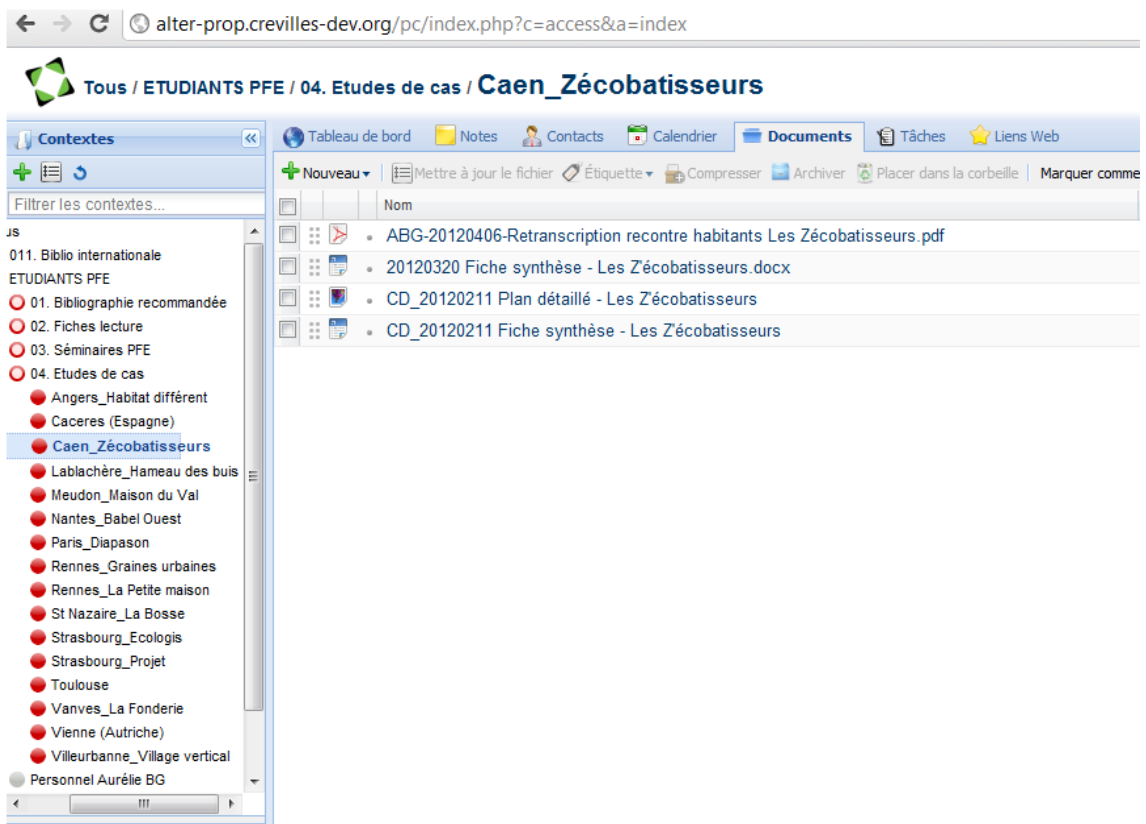 alter-prop.crevilles-dev.org/pc/index.php?c=access&a=index
Tous / ETUDIANTS PFE / 04. Etudes de cas / Caen_Zécobatisseurs
Contextes
Filtrer les contextes...
us
011. Biblio internationale
ETUDIANTS PFE
01. Bibliographie recommandée
02. Fiches lecture
03. Séminaires PFE
04. Etudes de cas
Angers_Habitat différent
Caceres (Espagne)
Caen_Zécobatisseurs
Lablachère_Hameau des buis
Meudon_Maison du Val
Nantes_Babel Ouest
Paris_Diapason
Rennes_Graines urbaines
Rennes_La Petite maison
St Nazaire_La Bosse
Strasbourg_Ecologis
Strasbourg_Projet
Toulouse
Vanves_La Fonderie
Vienne (Autriche)
Villeurbanne_Village vertical
Personnel Aurélie BG
Tableau de bord Notes Contacts Calendrier Documents Tâches Liens Web
Nouveau Mettre à jour le fichier Étiquette Compresser Archiver Placer dans la corbeille Marquer comme
Nom
ABG-20120406-Retranscription recontre habitants Les Zécobatisseurs.pdf
20120320 Fiche synthèse - Les Z'écobatisseurs.docx
CD_20120211 Plan détaillé - Les Z'écobatisseurs
CD_20120211 Fiche synthèse - Les Z'écobatisseurs